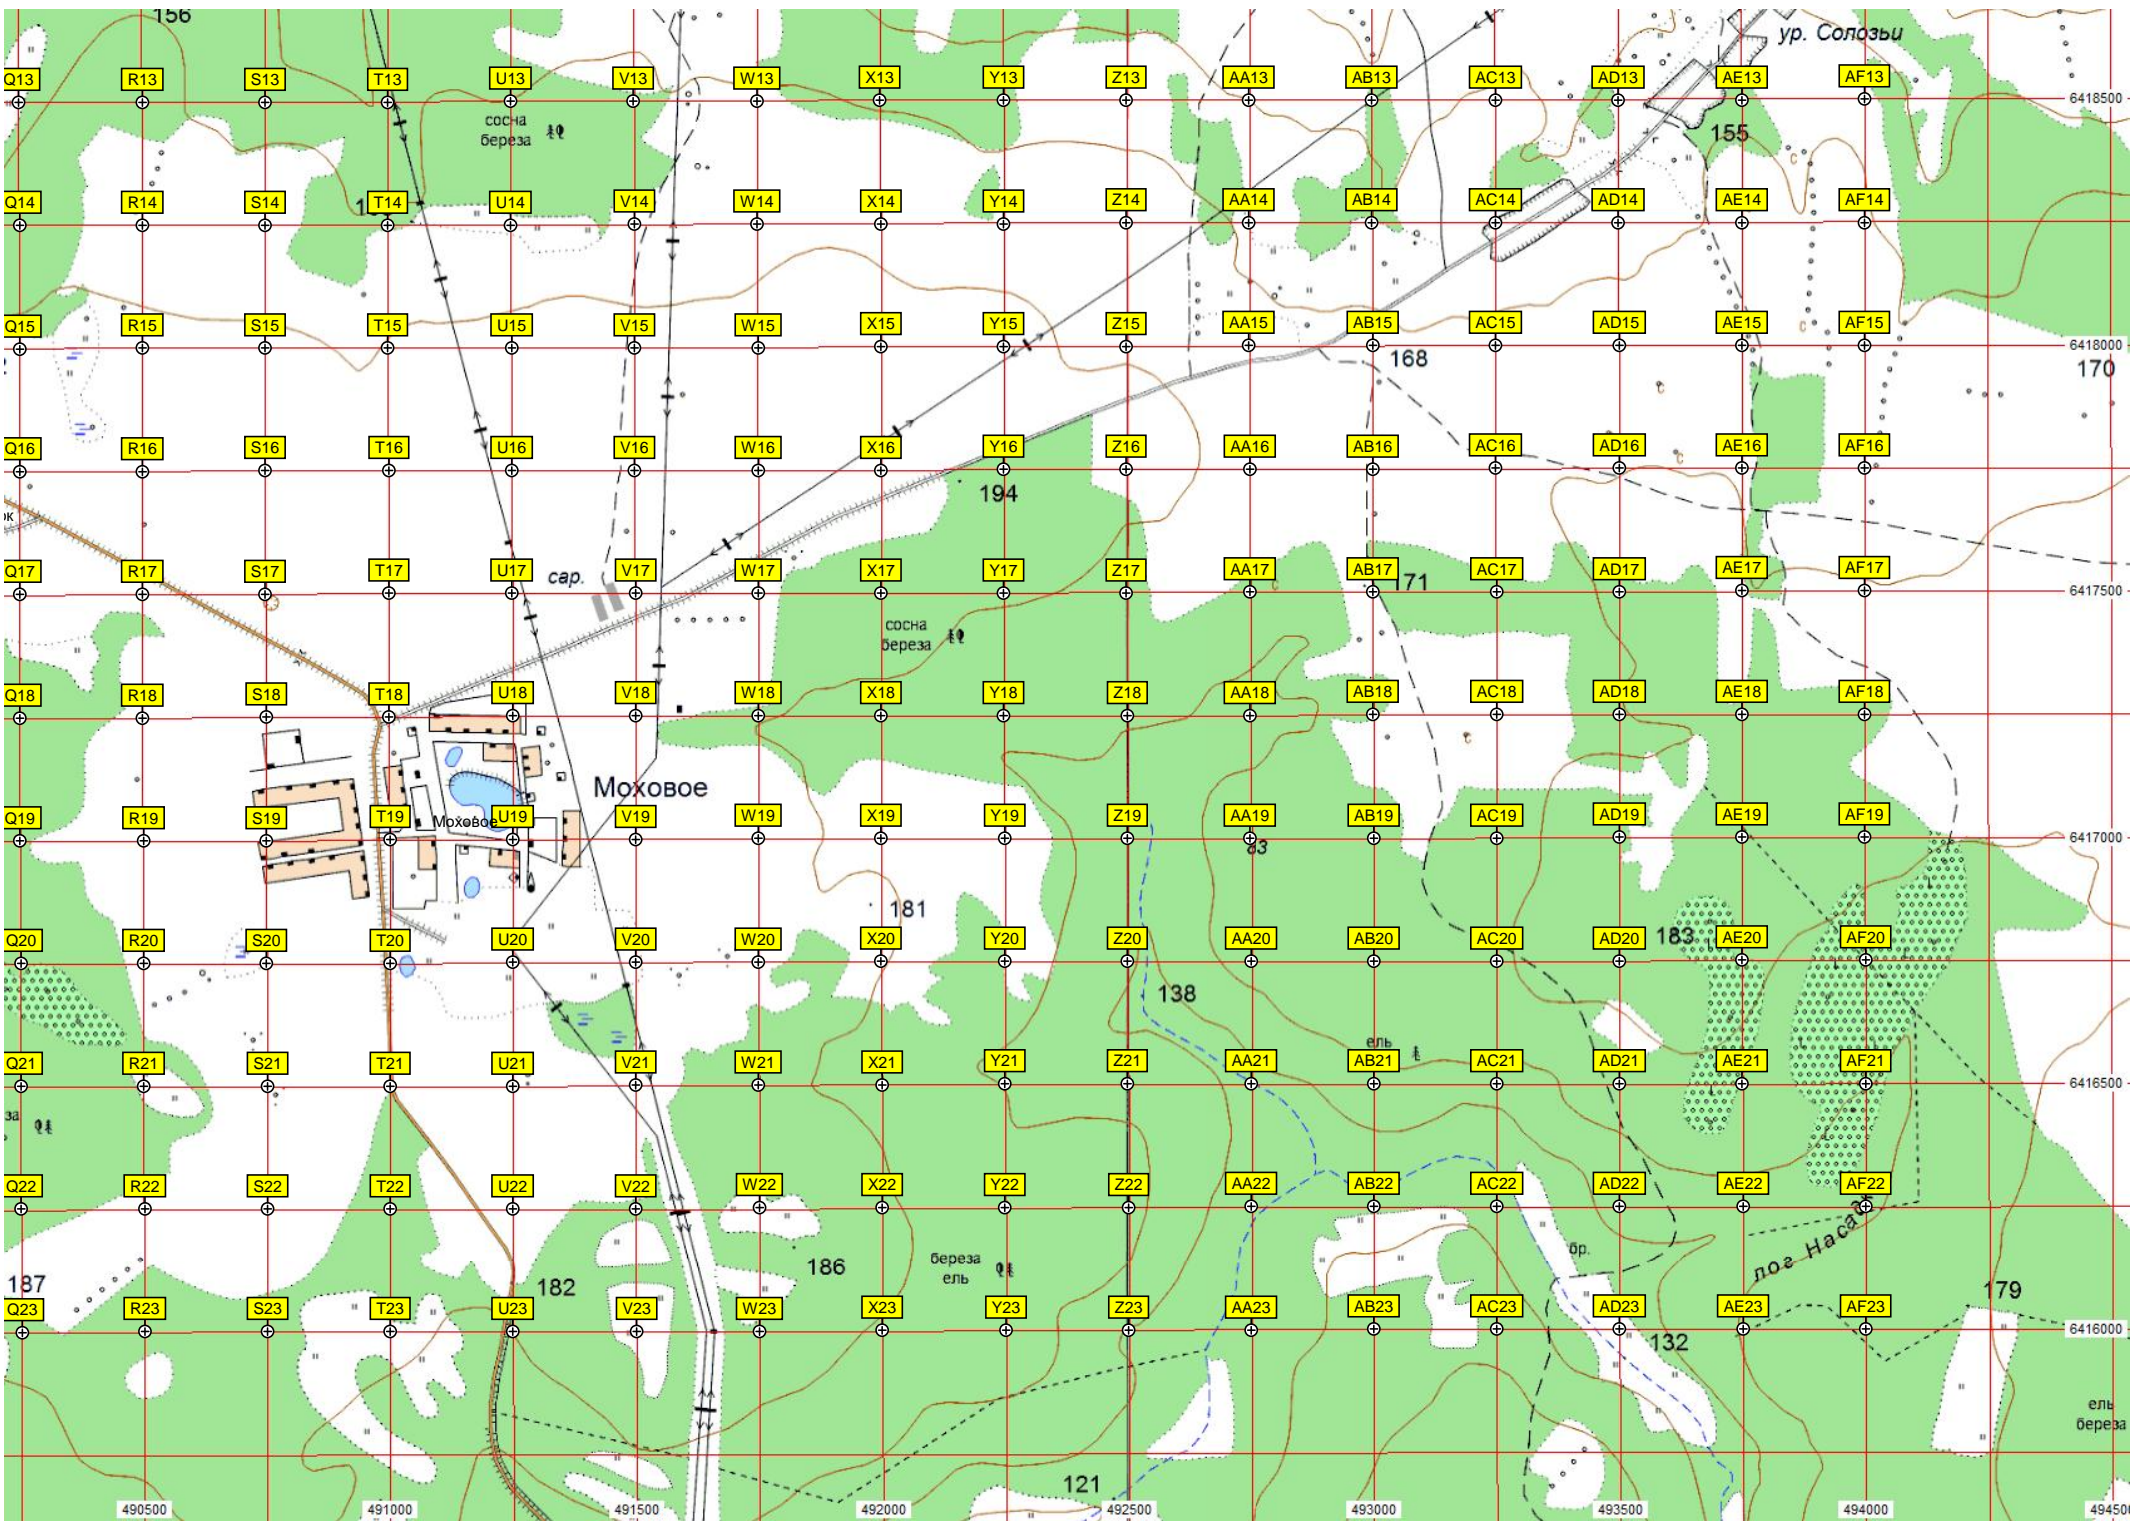 156
ур. Солозьи
Q13 R13 S13 T13 U13 V13 W13 X13 Y13 Z13 AA13 AB13 AC13 AD13 AE13 AF13
6418500
сосна
береза
155
Q14 R14 S14 T14 U14 V14 W14 X14 Y14 Z14 AA14 AB14 AC14 AD14 AE14 AF14
Q15 R15 S15 T15 U15 V15 W15 X15 Y15 Z15 AA15 AB15 AC15 AD15 AE15 AF15
6418000
168
170
Q16 R16 S16 T16 U16 V16 W16 X16 Y16 Z16 AA16 AB16 AC16 AD16 AE16 AF16
194
Q17 R17 S17 T17 U17 V17 W17 X17 Y17 Z17 AA17 AB17 AC17 AD17 AE17 AF17
сар.
171
6417500
сосна
береза
Q18 R18 S18 T18 U18 V18 W18 X18 Y18 Z18 AA18 AB18 AC18 AD18 AE18 AF18
Моховое
Q19 R19 S19 T19 U19 V19 W19 X19 Y19 Z19 AA19 AB19 AC19 AD19 AE19 AF19
Моховое
6417000
83
181
Q20 R20 S20 T20 U20 V20 W20 X20 Y20 Z20 AA20 AB20 AC20 AD20 AE20 AF20
183
138
ель
Q21 R21 S21 T21 U21 V21 W21 X21 Y21 Z21 AA21 AB21 AC21 AD21 AE21 AF21
6416500
за
Q22 R22 S22 T22 U22 V22 W22 X22 Y22 Z22 AA22 AB22 AC22 AD22 AE22 AF22
лог Насад
бр.
береза
ель
187
182
186
179
Q23 R23 S23 T23 U23 V23 W23 X23 Y23 Z23 AA23 AB23 AC23 AD23 AE23 AF23
6416000
132
ель
береза
121
490500 491000 491500 492000 492500 493000 493500 494000 494500